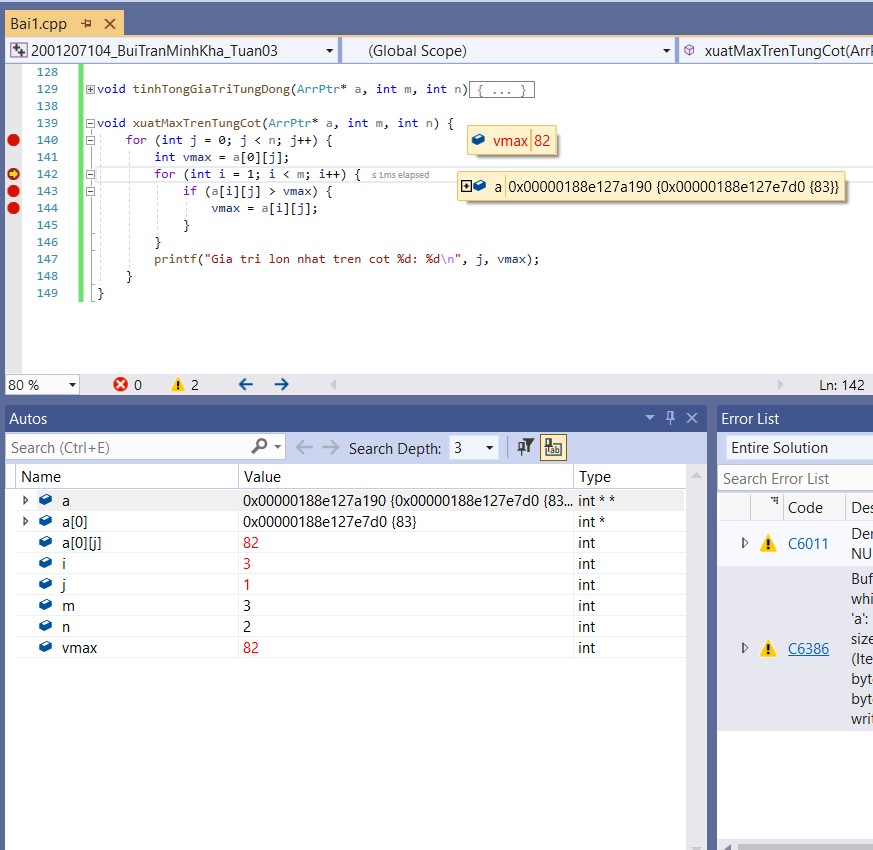 Bai1.cpp
2001207104_BuiTranMinhKha_Tuan03 (Global Scope) xuatMaxTrenTungCot(Arr
128
129 void tinhTongGiaTriTungDong(ArrPtr* a, int m, int n){ ... }
138
139 void xuatMaxTrenTungCot(ArrPtr* a, int m, int n) {
140 for (int j = 0; j < n; j++) {
vmax 82
141 int vmax = a[0][j];
142 for (int i = 1; i < m; i++) { ≤ 1ms elapsed
a 0x00000188e127a190 {0x00000188e127e7d0 {83}}
143 if (a[i][j] > vmax) {
144 vmax = a[i][j];
145 }
146 }
147 printf("Gia tri lon nhat tren cot %d: %d\n", j, vmax);
148 }
149 }
80 % 0 2 Ln: 142
Autos
Search (Ctrl+E) Search Depth: 3
Name Value Type
a 0x00000188e127a190 {0x00000188e127e7d0 {83... int * *
a[0] 0x00000188e127e7d0 {83} int *
a[0][j] 82 int
i 3 int
j 1 int
m 3 int
n 2 int
vmax 82 int
Error List
Entire Solution
Search Error List
Code Des
C6011 Der
NU
C6386 Buf
whi
'a':
size
(Ite
byt
byt
writ